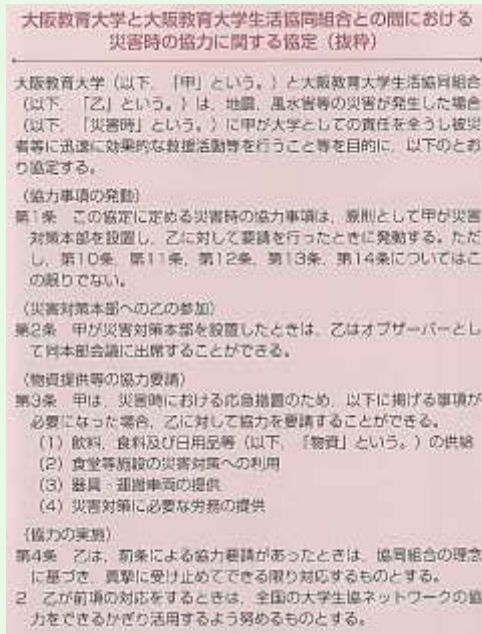 大阪教育大学と大阪教育大学生活協同組合との間における
災害時の協力に関する協定（抜粋）
大阪教育大学（以下，「甲」という。）と大阪教育大学生活協同組合
（以下，「乙」という。）は，地震，風水害等の災害が発生した場合
（以下，「災害時」という。）に甲が大学としての責任を全うし被災
者等に迅速に効果的な救援活動等を行うこと等を目的に，以下のとお
り協定する。
（協力事項の発動）
第1条　この協定に定める災害時の協力事項は，原則として甲が災害
対策本部を設置し，乙に対して要請を行ったときに発動する。ただ
し，第10条，第11条，第12条，第13条，第14条についてはこ
の限りでない。
（災害対策本部への乙の参加）
第2条　甲が災害対策本部を設置したときは，乙はオブザーバーとし
て同本部会議に出席することができる。
（物資提供等の協力要請）
第3条　甲は，災害時における応急措置のため，以下に掲げる事項が
必要になった場合，乙に対して協力を要請することができる。
（1）飲料，食料及び日用品等（以下，「物資」という。）の供給
（2）食堂等施設の災害対策への利用
（3）器具・運搬車両の提供
（4）災害対策に必要な労務の提供
（協力の実施）
第4条　乙は，前条による協力要請があったときは，協同組合の理念
に基づき，真摯に受け止めてできる限り対応するものとする。
2　乙が前項の対応をするときは，全国の大学生協ネットワークの協
力をできるかぎり活用するよう努めるものとする。